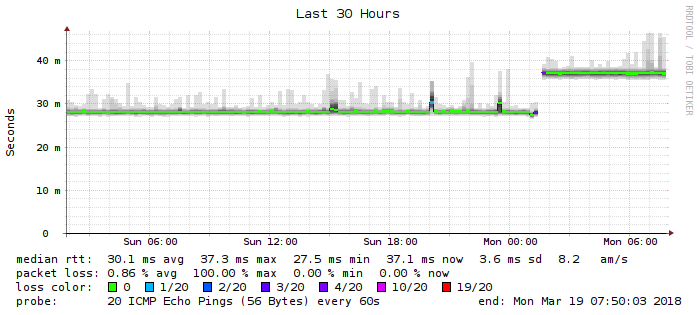 Last 30 Hours
RRDTOOL / TOBI OETIKER
Seconds
40 m
30 m
20 m
10 m
0
Sun 06:00 Sun 12:00 Sun 18:00 Mon 00:00 Mon 06:00
median rtt: 30.1 ms avg 37.3 ms max 27.5 ms min 37.1 ms now 3.6 ms sd 8.2 am/s
packet loss: 0.86 % avg 100.00 % max 0.00 % min 0.00 % now
loss color: 0 1/20 2/20 3/20 4/20 10/20 19/20
probe: 20 ICMP Echo Pings (56 Bytes) every 60s end: Mon Mar 19 07:50:03 2018